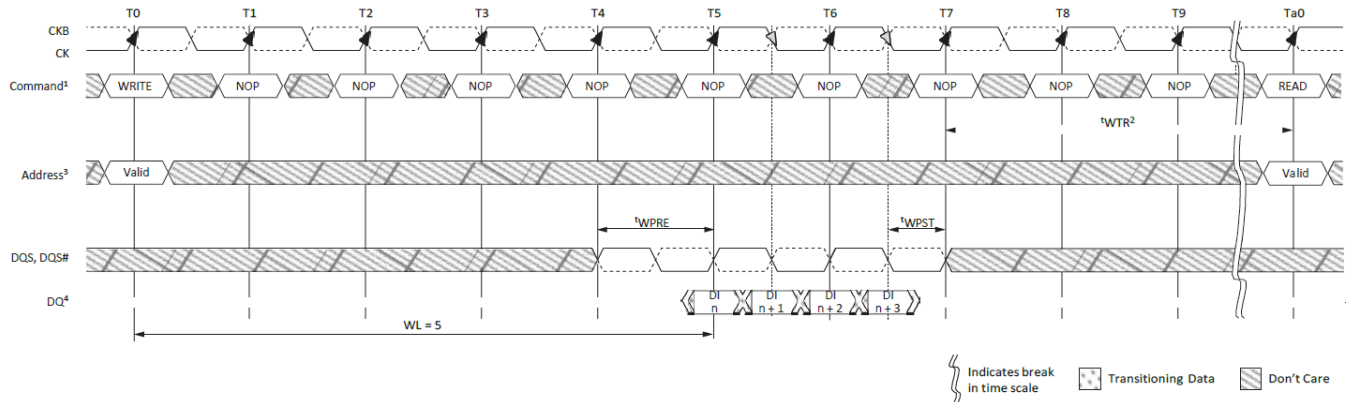 T0 T1 T2 T3 T4 T5 T6 T7 T8 T9 Ta0
CKB
CK
Command¹ WRITE NOP NOP NOP NOP NOP NOP NOP NOP NOP READ
tWTR²
Address³ Valid Valid
tWPRE tWPST
DQS, DQS#
DQ⁴ DI n DI n + 1 DI n + 2 DI n + 3
WL = 5
Indicates break
in time scale
Transitioning Data
Don't Care